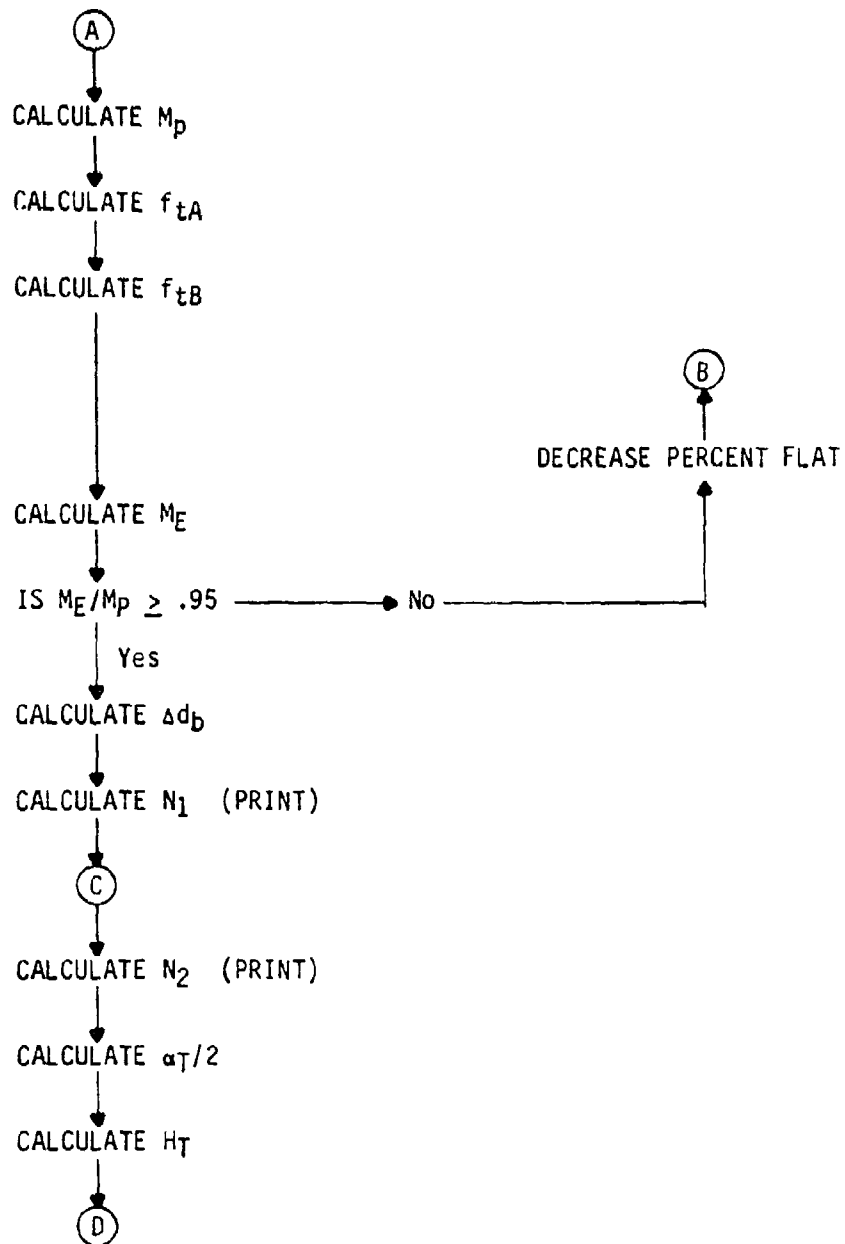 A
CALCULATE Mp
CALCULATE ftA
CALCULATE ftB
B
DECREASE PERCENT FLAT
CALCULATE ME
IS ME/Mp ≥ .95
No
Yes
CALCULATE Δdb
CALCULATE N1 (PRINT)
C
CALCULATE N2 (PRINT)
CALCULATE αT/2
CALCULATE HT
D